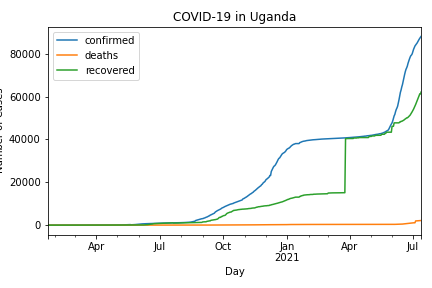 COVID-19 in Uganda
confirmed
deaths
recovered
80000
60000
40000
20000
0
Apr
Jul
Oct
Jan
2021
Apr
Jul
Day